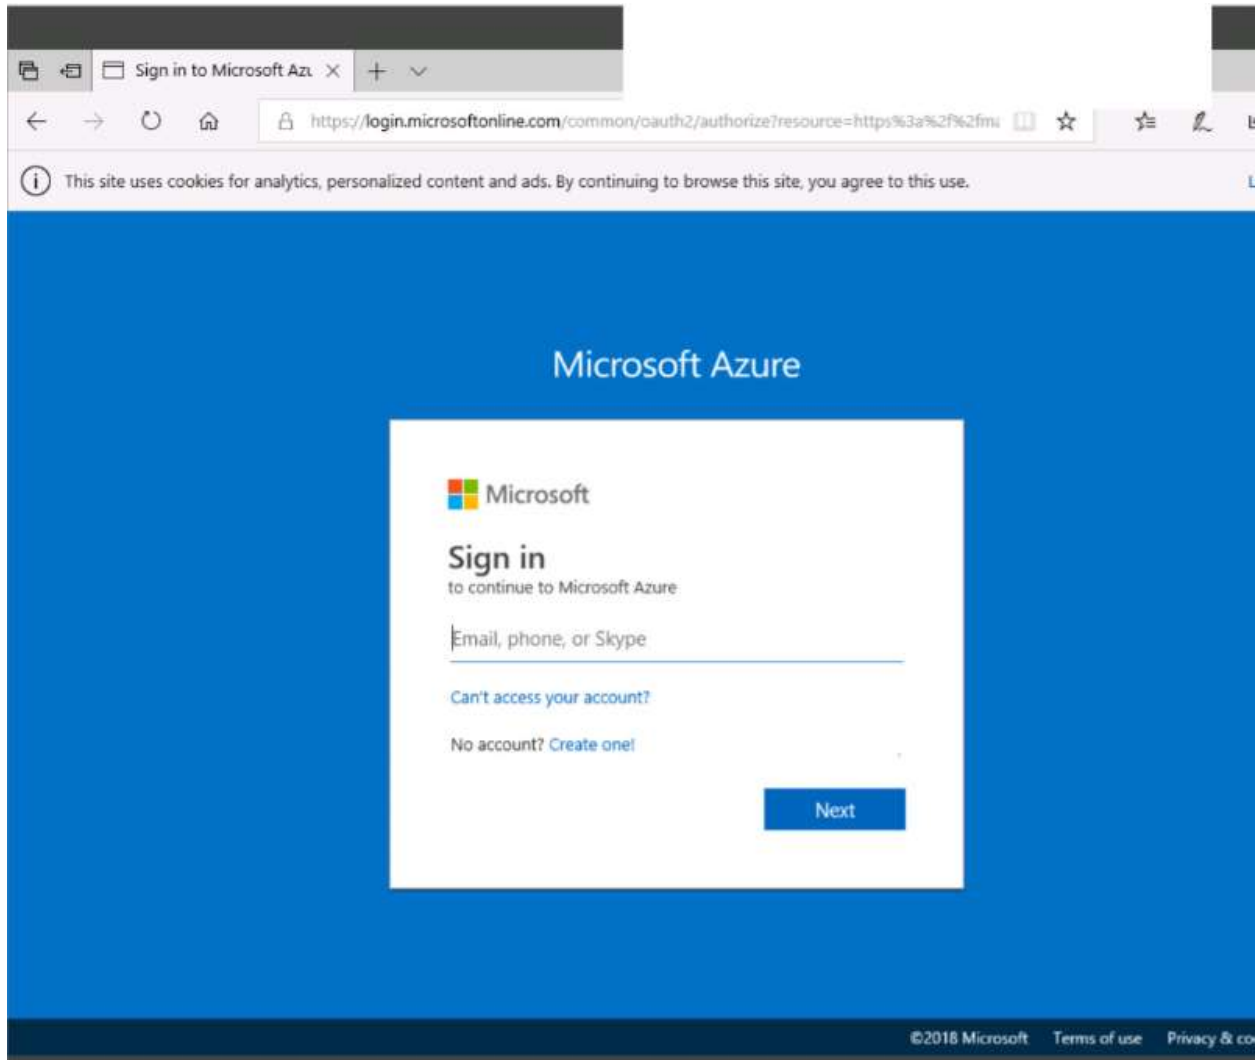 Sign in to Microsoft Azu
https://login.microsoftonline.com/common/oauth2/authorize?resource=https%3a%2f%2fma
This site uses cookies for analytics, personalized content and ads. By continuing to browse this site, you agree to this use.
Microsoft Azure
Microsoft
Sign in
to continue to Microsoft Azure
Email, phone, or Skype
Can't access your account?
No account? Create one!
Next
©2018 Microsoft Terms of use Privacy & co